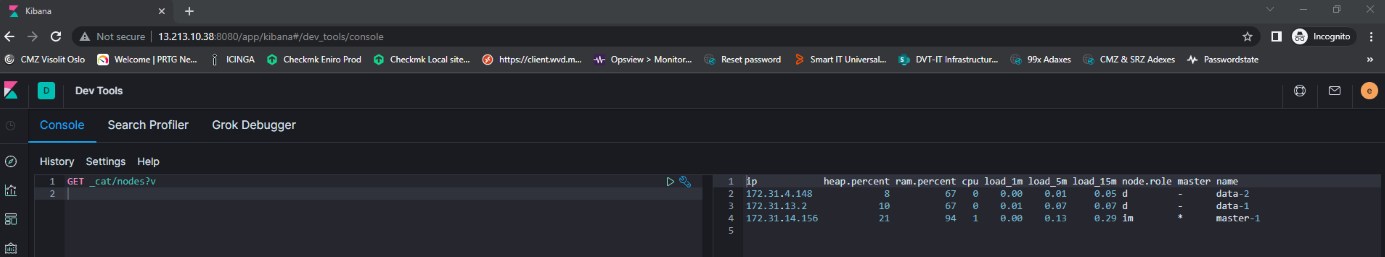 Kibana
Not secure | 13.213.10.38:8080/app/kibana#/dev_tools/console Incognito
CMZ Visolit Oslo Welcome | PRTG Ne... ICINGA Checkmk Eniro Prod Checkmk Local site... https://client.wvd.m... Opsview > Monitor... Reset password Smart IT Universal... DVT-IT Infrastructur... 99x Adaxes CMZ & SRZ Adexes Passwordstate »
D Dev Tools e
Console Search Profiler Grok Debugger
History Settings Help
1 GET _cat/nodes?v
2
1 ip heap.percent ram.percent cpu load_1m load_5m load_15m node.role master name
2 172.31.4.148 8 67 0 0.00 0.01 0.05 d - data-2
3 172.31.13.2 10 67 0 0.01 0.07 0.07 d - data-1
4 172.31.14.156 21 94 1 0.00 0.13 0.29 im * master-1
5